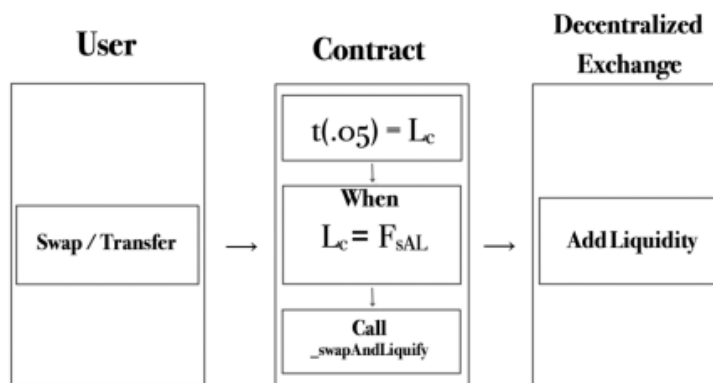 User
Contract
Decentralized
Exchange
Swap / Transfer
t(.05) = Lc
When
Lc = FsAL
Call
_swapAndLiquify
Add Liquidity